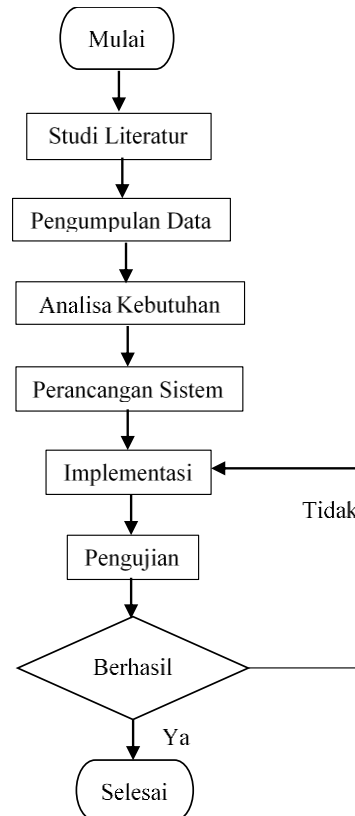 Mulai
Studi Literatur
Pengumpulan Data
Analisa Kebutuhan
Perancangan Sistem
Implementasi
Tidak
Pengujian
Berhasil
Ya
Selesai